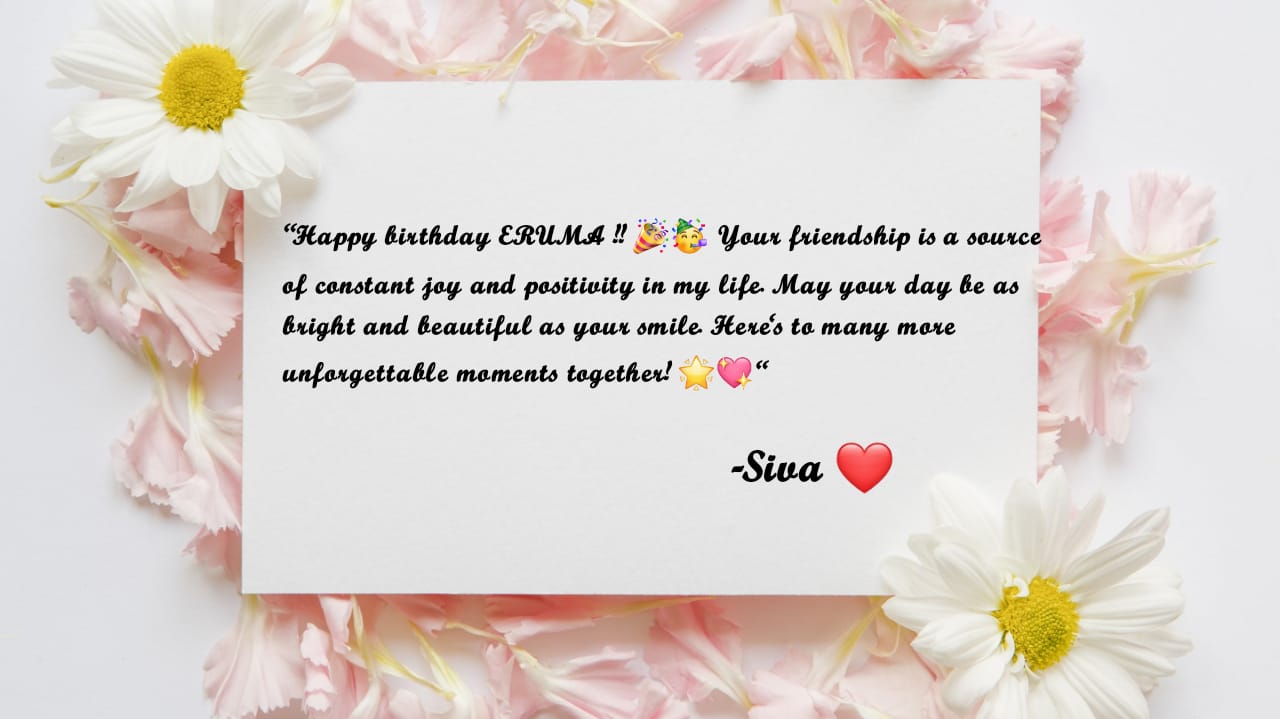 “Happy birthday ERUMA !! 🎉🥳 Your friendship is a source
of constant joy and positivity in my life. May your day be as
bright and beautiful as your smile. Here‘s to many more
unforgettable moments together! 🌟💖“
-Siva ❤️